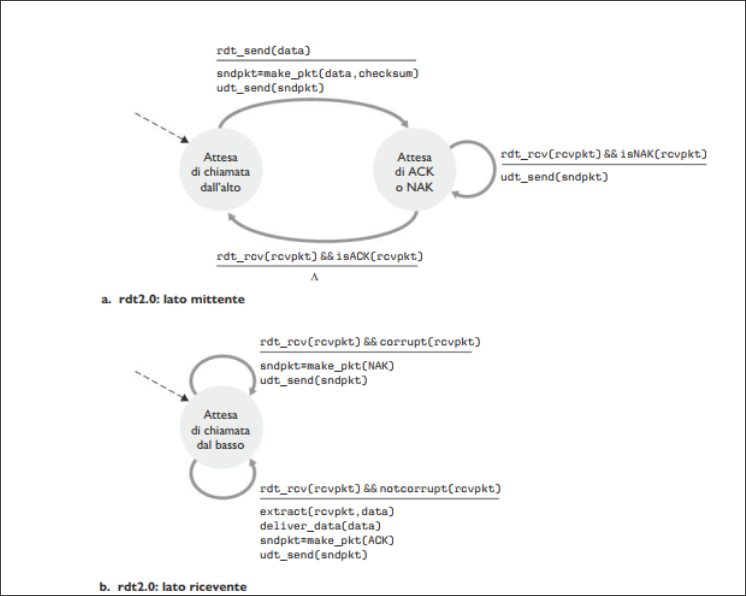 rdt_send(data)
sndpkt=make_pkt(data,checksum)
udt_send(sndpkt)
Attesa
di chiamata
dall'alto
Attesa
di ACK
o NAK
rdt_rcv(rcvpkt) && isNAK(rcvpkt)
udt_send(sndpkt)
rdt_rcv(rcvpkt) && isACK(rcvpkt)
Λ
a. rdt2.0: lato mittente
rdt_rcv(rcvpkt) && corrupt(rcvpkt)
sndpkt=make_pkt(NAK)
udt_send(sndpkt)
Attesa
di chiamata
dal basso
rdt_rcv(rcvpkt) && notcorrupt(rcvpkt)
extract(rcvpkt,data)
deliver_data(data)
sndpkt=make_pkt(ACK)
udt_send(sndpkt)
b. rdt2.0: lato ricevente